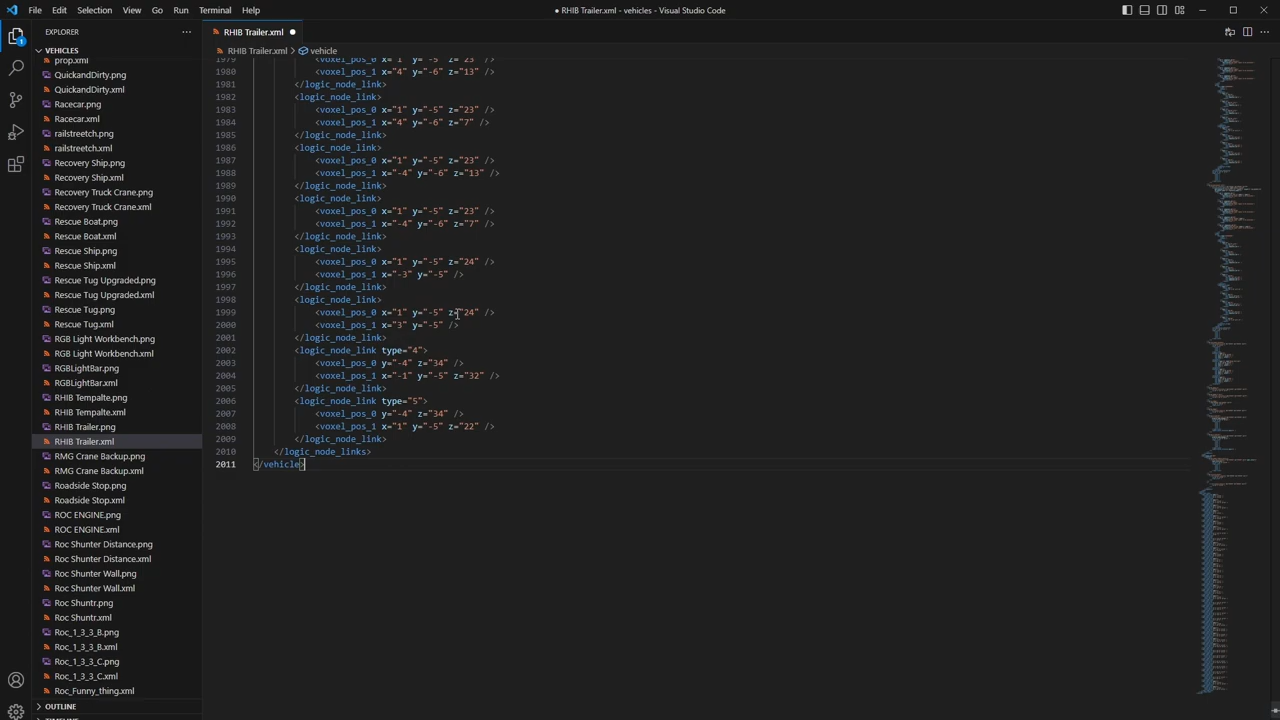 File Edit Selection View Go Run Terminal Help
● RHIB Trailer.xml - vehicles - Visual Studio Code
EXPLORER
VEHICLES
prop.xml
QuickandDirty.png
QuickandDirty.xml
Racecar.png
Racecar.xml
railstreetch.png
railstreetch.xml
Recovery Ship.png
Recovery Ship.xml
Recovery Truck Crane.png
Recovery Truck Crane.xml
Rescue Boat.png
Rescue Boat.xml
Rescue Ship.png
Rescue Ship.xml
Rescue Tug Upgraded.png
Rescue Tug Upgraded.xml
Rescue Tug.png
Rescue Tug.xml
RGB Light Workbench.png
RGB Light Workbench.xml
RGBLightBar.png
RGBLightBar.xml
RHIB Tempalte.png
RHIB Tempalte.xml
RHIB Trailer.png
RHIB Trailer.xml
RMG Crane Backup.png
RMG Crane Backup.xml
Roadside Stop.png
Roadside Stop.xml
ROC ENGINE.png
ROC ENGINE.xml
Roc Shunter Distance.png
Roc Shunter Distance.xml
Roc Shunter Wall.png
Roc Shunter Wall.xml
Roc Shuntr.png
Roc Shuntr.xml
Roc_1_3_3_B.png
Roc_1_3_3_B.xml
Roc_1_3_3_C.png
Roc_1_3_3_C.xml
Roc_Funny_thing.xml
OUTLINE
TIMELINE
RHIB Trailer.xml ●
RHIB Trailer.xml > vehicle
1979 <voxel_pos_0 x="1" y="-5" z="23" />
1980 <voxel_pos_1 x="4" y="-6" z="13" />
1981 </logic_node_link>
1982 <logic_node_link>
1983 <voxel_pos_0 x="1" y="-5" z="23" />
1984 <voxel_pos_1 x="4" y="-6" z="7" />
1985 </logic_node_link>
1986 <logic_node_link>
1987 <voxel_pos_0 x="1" y="-5" z="23" />
1988 <voxel_pos_1 x="-4" y="-6" z="13" />
1989 </logic_node_link>
1990 <logic_node_link>
1991 <voxel_pos_0 x="1" y="-5" z="23" />
1992 <voxel_pos_1 x="-4" y="-6" z="7" />
1993 </logic_node_link>
1994 <logic_node_link>
1995 <voxel_pos_0 x="1" y="-5" z="24" />
1996 <voxel_pos_1 x="-3" y="-5" />
1997 </logic_node_link>
1998 <logic_node_link>
1999 <voxel_pos_0 x="1" y="-5" z="24" />
2000 <voxel_pos_1 x="3" y="-5" />
2001 </logic_node_link>
2002 <logic_node_link type="4">
2003 <voxel_pos_0 y="-4" z="34" />
2004 <voxel_pos_1 x="-1" y="-5" z="32" />
2005 </logic_node_link>
2006 <logic_node_link type="5">
2007 <voxel_pos_0 y="-4" z="34" />
2008 <voxel_pos_1 x="1" y="-5" z="22" />
2009 </logic_node_link>
2010 </logic_node_links>
2011 </vehicle>